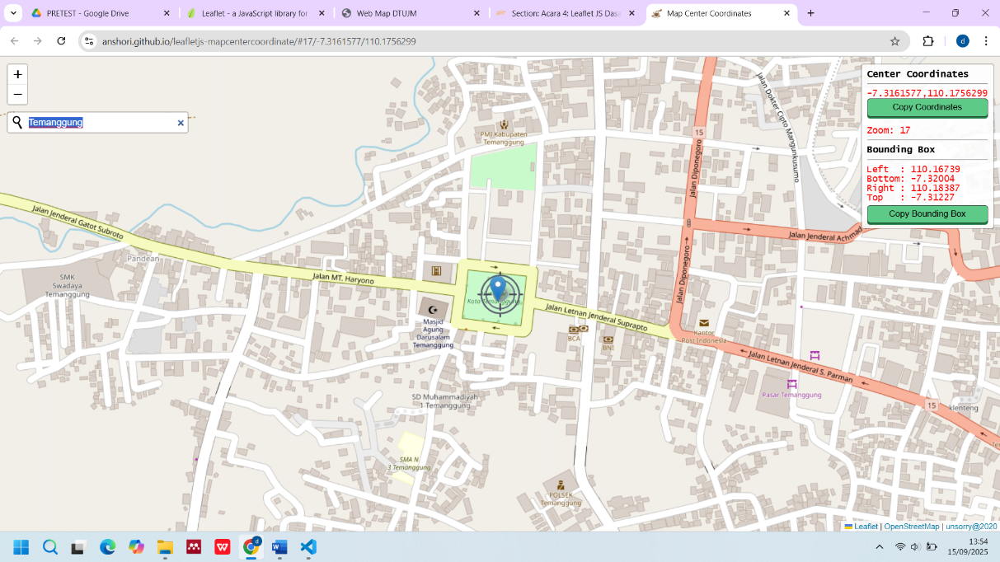 PRETEST - Google Drive
Leaflet - a JavaScript library for
Web Map DTUJM
Section: Acara 4: Leaflet JS Dasa
Map Center Coordinates
anshori.github.io/leafletjs-mapcentercoordinate/#17/-7.3161577/110.1756299
d
+
−
Temanggung
Center Coordinates
-7.3161577,110.1756299
Copy Coordinates
Zoom: 17
Bounding Box
Left : 110.16739
Bottom: -7.32004
Right : 110.18387
Top : -7.31227
Copy Bounding Box
PMI Kabupaten
Temanggung
15
Jalan Dokter Cipto Mangunkusumo
Jalan Diponegoro
Jalan Jenderal Gatot Subroto
Jalan Jenderal Achmad
Pandean
Jalan Diponegoro
SMK
Swadaya
Temanggung
Jalan MT. Haryono
Kota Temanggung
Jalan Letnan Jenderal Suprapto
Masjid
Agung
Darusalam
Temanggung
BCA
BNI
Kantor
Post Indonesia
Jalan Letnan Jenderal S. Parman
Pasar Temanggung
SD Muhammadiyah
1 Temanggung
15
klenteng
SMA N
3 Temanggung
POLSEK
Temanggung
Leaflet | OpenStreetMap | unsorry@2020
d
13:54
15/09/2025